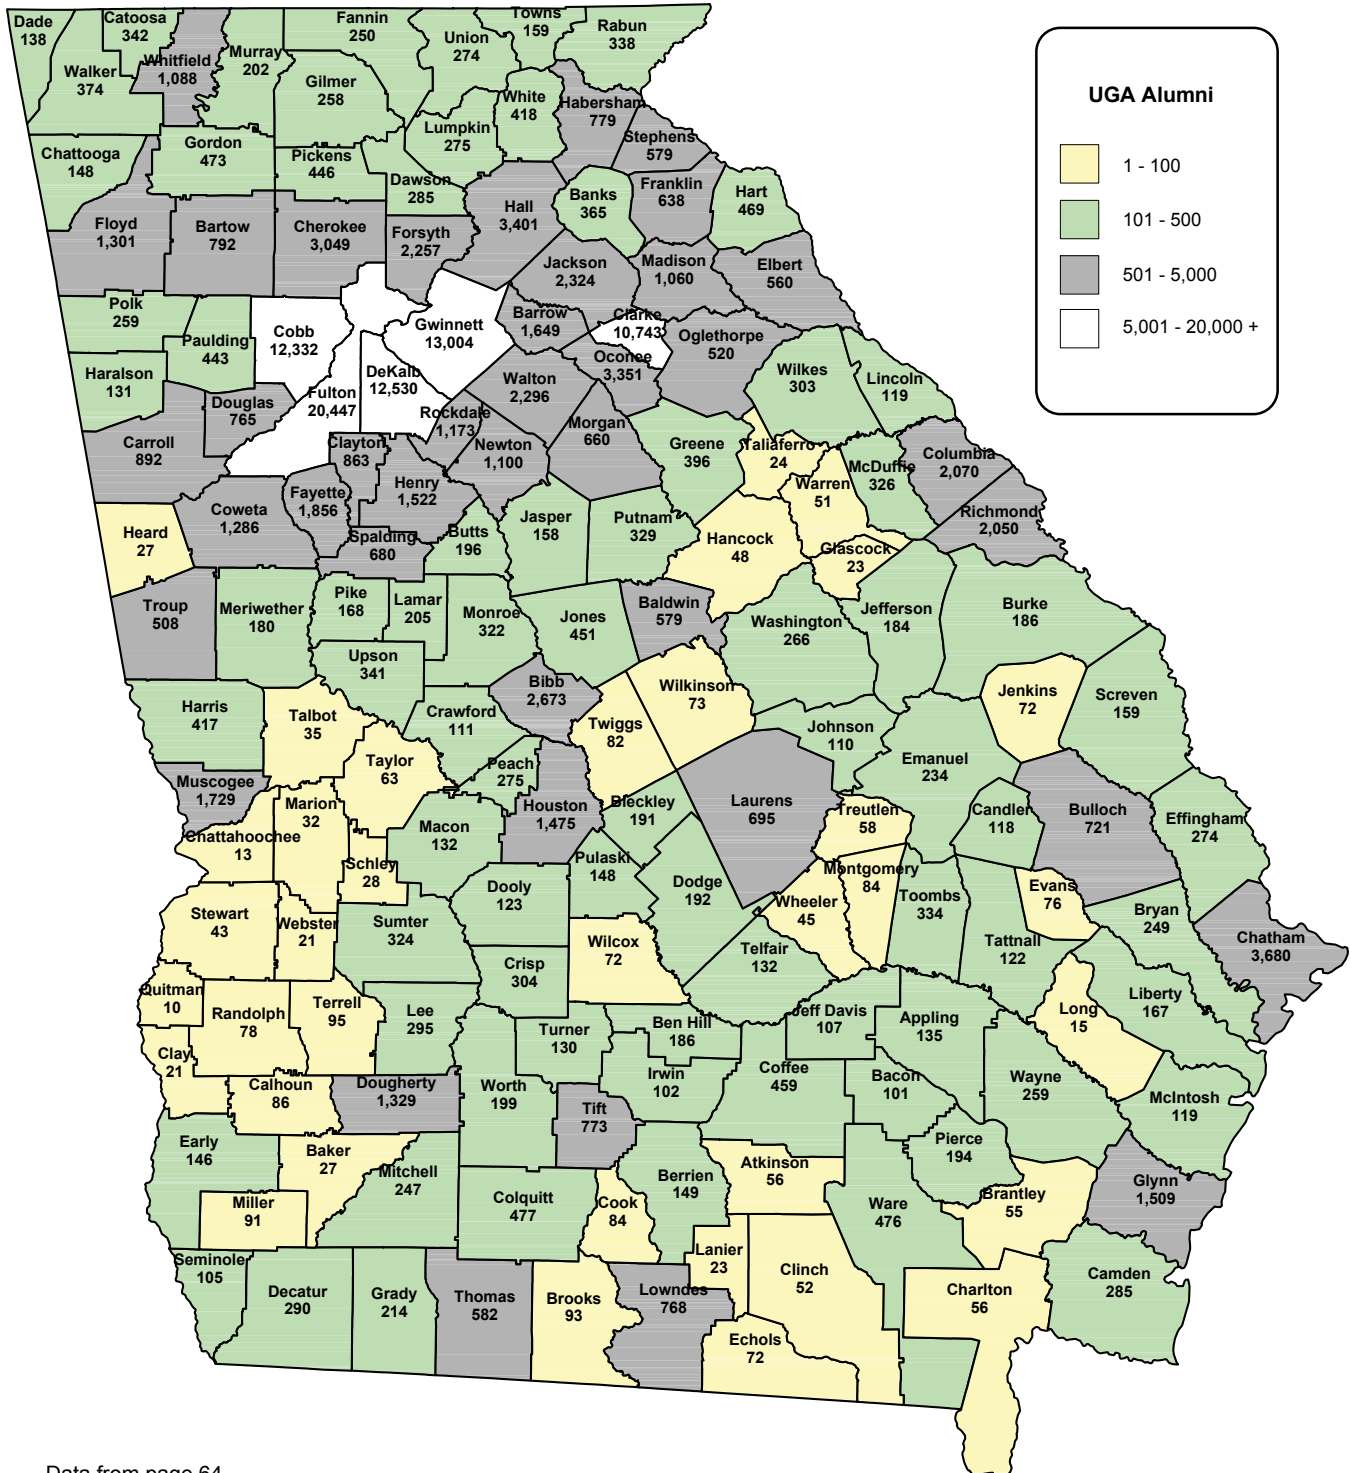 Dade
138
Catoosa
342
Whitfield
1,088
Murray
202
Fannin
250
Union
274
Towns
159
Rabun
338
Walker
374
Gilmer
258
White
418
Habersham
779
Lumpkin
275
Stephens
579
Chattooga
148
Gordon
473
Pickens
446
Dawson
285
Hall
3,401
Banks
365
Franklin
638
Hart
469
Floyd
1,301
Bartow
792
Cherokee
3,049
Forsyth
2,257
Jackson
2,324
Madison
1,060
Elbert
560
Polk
259
Paulding
443
Cobb
12,332
Gwinnett
13,004
Barrow
1,649
Clarke
10,743
Oglethorpe
520
Oconee
3,351
Haralson
131
Douglas
765
Fulton
20,447
DeKalb
12,530
Rockdale
1,173
Walton
2,296
Morgan
660
Wilkes
303
Lincoln
119
Carroll
892
Clayton
863
Newton
1,100
Greene
396
Taliaferro
24
Warren
51
McDuffie
326
Columbia
2,070
Henry
1,522
Fayette
1,856
Coweta
1,286
Richmond
2,050
Heard
27
Spalding
680
Butts
196
Jasper
158
Putnam
329
Hancock
48
Glascock
23
Troup
508
Meriwether
180
Pike
168
Lamar
205
Monroe
322
Jones
451
Baldwin
579
Washington
266
Jefferson
184
Burke
186
Upson
341
Harris
417
Talbot
35
Crawford
111
Bibb
2,673
Twiggs
82
Wilkinson
73
Johnson
110
Jenkins
72
Screven
159
Taylor
63
Peach
275
Emanuel
234
Muscogee
1,729
Marion
32
Macon
132
Houston
1,475
Bleckley
191
Laurens
695
Treutlen
58
Candler
118
Bulloch
721
Effingham
274
Chattahoochee
13
Schley
28
Pulaski
148
Dodge
192
Montgomery
84
Wheeler
45
Toombs
334
Evans
76
Stewart
43
Webster
21
Sumter
324
Dooly
123
Wilcox
72
Telfair
132
Tattnall
122
Bryan
249
Chatham
3,680
Quitman
10
Randolph
78
Terrell
95
Lee
295
Crisp
304
Turner
130
Ben Hill
186
Jeff Davis
107
Appling
135
Long
15
Liberty
167
Clay
21
Calhoun
86
Dougherty
1,329
Worth
199
Irwin
102
Coffee
459
Bacon
101
Wayne
259
McIntosh
119
Tift
773
Early
146
Baker
27
Mitchell
247
Pierce
194
Miller
91
Colquitt
477
Cook
84
Berrien
149
Atkinson
56
Ware
476
Brantley
55
Glynn
1,509
Seminole
105
Decatur
290
Grady
214
Thomas
582
Brooks
93
Lowndes
768
Lanier
23
Clinch
52
Echols
72
Charlton
56
Camden
285
UGA Alumni
1 - 100
101 - 500
501 - 5,000
5,001 - 20,000 +
Data from page 64